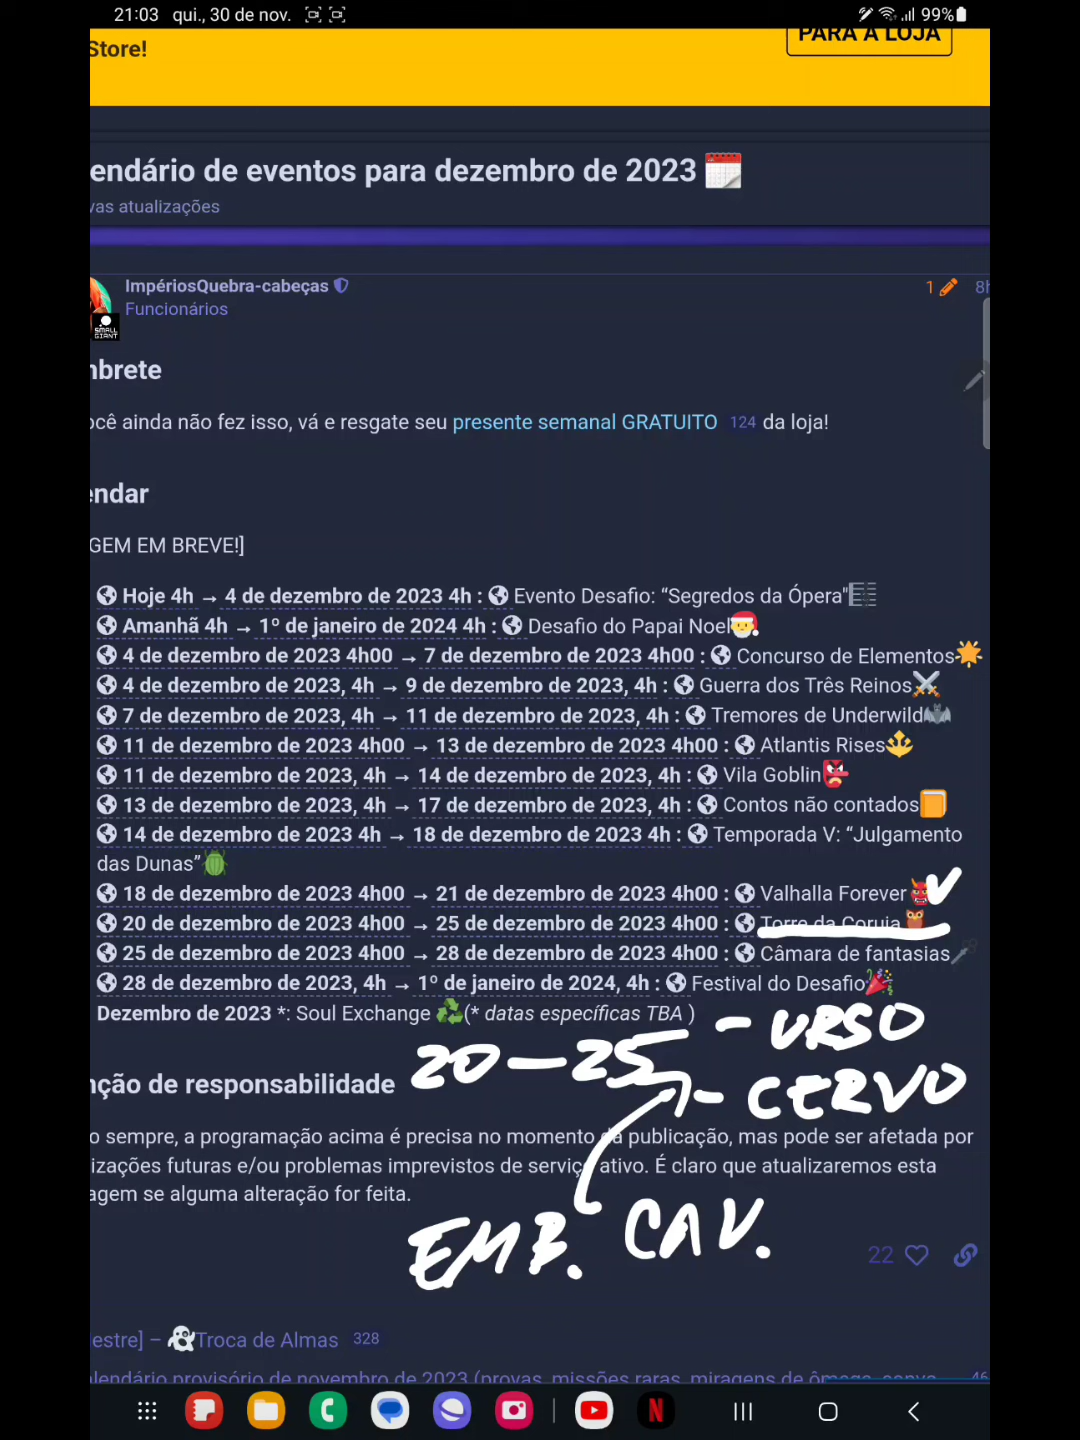 21:03 qui., 30 de nov. 99%
Store!
PARA A LOJA
endário de eventos para dezembro de 2023
vas atualizações
ImpériosQuebra-cabeças
1 8h
Funcionários
SMALL GIANT
nbrete
ocê ainda não fez isso, vá e resgate seu presente semanal GRATUITO 124 da loja!
endar
GEM EM BREVE!]
Hoje 4h → 4 de dezembro de 2023 4h : Evento Desafio: “Segredos da Ópera"
Amanhã 4h → 1º de janeiro de 2024 4h : Desafio do Papai Noel
4 de dezembro de 2023 4h00 → 7 de dezembro de 2023 4h00 : Concurso de Elementos
4 de dezembro de 2023, 4h → 9 de dezembro de 2023, 4h : Guerra dos Três Reinos
7 de dezembro de 2023, 4h → 11 de dezembro de 2023, 4h : Tremores de Underwild
11 de dezembro de 2023 4h00 → 13 de dezembro de 2023 4h00 : Atlantis Rises
11 de dezembro de 2023, 4h → 14 de dezembro de 2023, 4h : Vila Goblin
13 de dezembro de 2023, 4h → 17 de dezembro de 2023, 4h : Contos não contados
14 de dezembro de 2023 4h → 18 de dezembro de 2023 4h : Temporada V: “Julgamento
das Dunas”
18 de dezembro de 2023 4h00 → 21 de dezembro de 2023 4h00 : Valhalla Forever
20 de dezembro de 2023 4h00 → 25 de dezembro de 2023 4h00 : Torre da Coruja
25 de dezembro de 2023 4h00 → 28 de dezembro de 2023 4h00 : Câmara de fantasias
28 de dezembro de 2023, 4h → 1º de janeiro de 2024, 4h : Festival do Desafio
Dezembro de 2023 *: Soul Exchange (* datas específicas TBA )
- URSO
20-25
nção de responsabilidade
- CERVO
o sempre, a programação acima é precisa no momento da publicação, mas pode ser afetada por
izações futuras e/ou problemas imprevistos de serviço ativo. É claro que atualizaremos esta
agem se alguma alteração for feita.
EMB. CAV.
22
estre] – Troca de Almas 328
lendário provisório de novembro de 2023 (provas, missões raras, miragens de